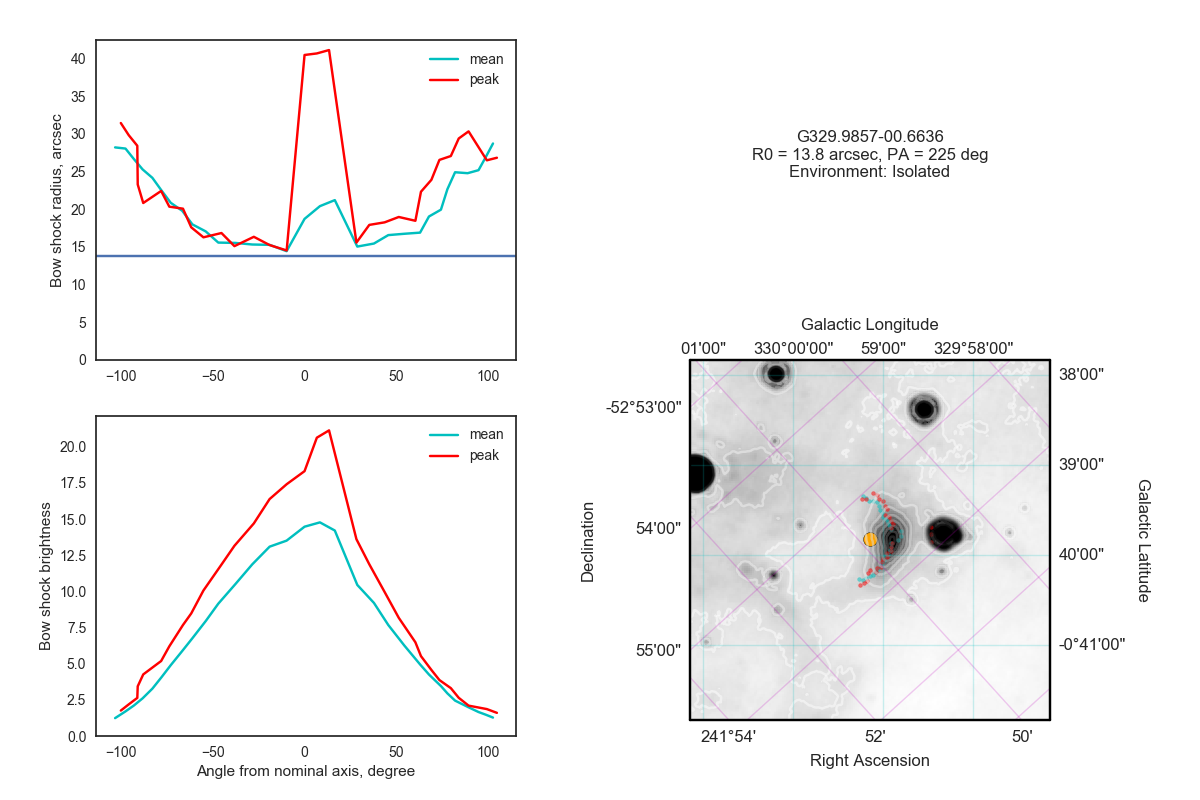 40
35
30
25
20
15
10
5
0
Bow shock radius, arcsec
mean
peak
−100 −50 0 50 100
G329.9857-00.6636
R0 = 13.8 arcsec, PA = 225 deg
Environment: Isolated
20.0
17.5
15.0
12.5
10.0
7.5
5.0
2.5
0.0
Bow shock brightness
mean
peak
−100 −50 0 50 100
Angle from nominal axis, degree
Galactic Longitude
01'00" 330°00'00" 59'00" 329°58'00"
-52°53'00"
54'00"
55'00"
Declination
38'00"
39'00"
40'00"
-0°41'00"
Galactic Latitude
241°54' 52' 50'
Right Ascension